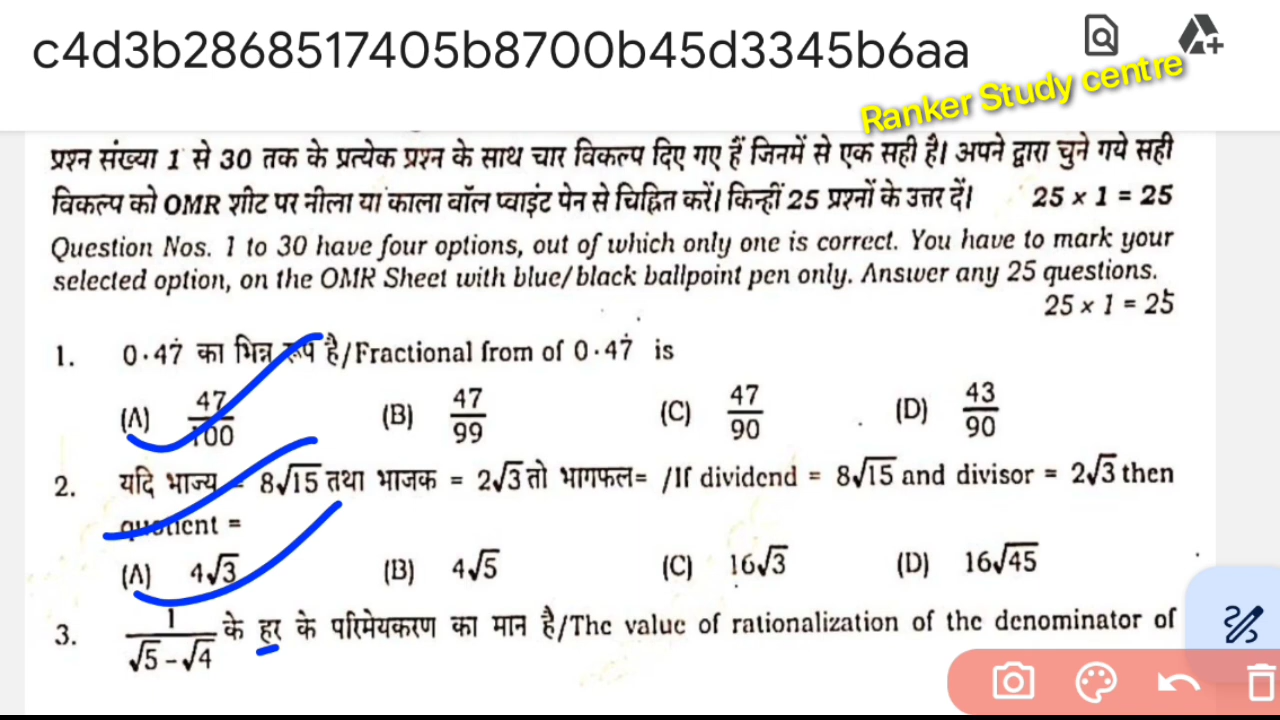 c4d3b2868517405b8700b45d3345b6aa
Ranker Study centre
प्रश्न संख्या 1 से 30 तक के प्रत्येक प्रश्न के साथ चार विकल्प दिए गए हैं जिनमें से एक सही है। अपने द्वारा चुने गये सही
विकल्प को OMR शीट पर नीला या काला बॉल प्वाइंट पेन से चिह्नित करें। किन्हीं 25 प्रश्नों के उत्तर दें। 25 × 1 = 25
Question Nos. 1 to 30 have four options, out of which only one is correct. You have to mark your
selected option, on the OMR Sheet with blue/black ballpoint pen only. Answer any 25 questions.
25 × 1 = 25
1. 0·47̇ का भिन्न रूप है/Fractional from of 0·47̇ is
(A) 47/100 (B) 47/99 (C) 47/90 (D) 43/90
2. यदि भाज्य = 8√15 तथा भाजक = 2√3 तो भागफल= /If dividend = 8√15 and divisor = 2√3 then
quotient =
(A) 4√3 (B) 4√5 (C) 16√3 (D) 16√45
3. 1/(√5-√4) के हर के परिमेयकरण का मान है/The value of rationalization of the denominator of